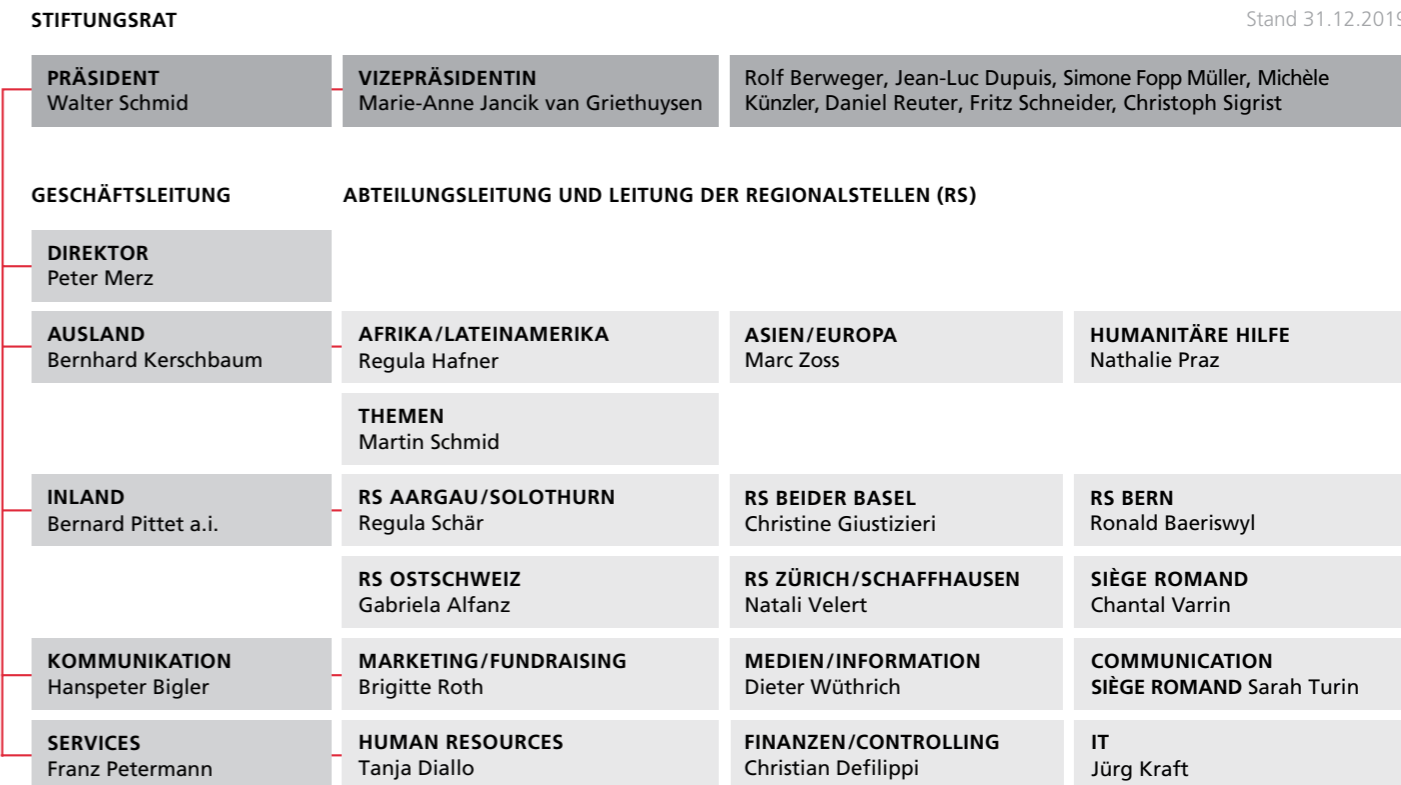 STIFTUNGSRAT
Stand 31.12.2019
PRÄSIDENT
Walter Schmid
VIZEPRÄSIDENTIN
Marie-Anne Jancik van Griethuysen
Rolf Berweger, Jean-Luc Dupuis, Simone Fopp Müller, Michèle
Künzler, Daniel Reuter, Fritz Schneider, Christoph Sigrist
GESCHÄFTSLEITUNG
ABTEILUNGSLEITUNG UND LEITUNG DER REGIONALSTELLEN (RS)
DIREKTOR
Peter Merz
AUSLAND
Bernhard Kerschbaum
AFRIKA/LATEINAMERIKA
Regula Hafner
ASIEN/EUROPA
Marc Zoss
HUMANITÄRE HILFE
Nathalie Praz
THEMEN
Martin Schmid
INLAND
Bernard Pittet a.i.
RS AARGAU/SOLOTHURN
Regula Schär
RS BEIDER BASEL
Christine Giustizieri
RS BERN
Ronald Baeriswyl
RS OSTSCHWEIZ
Gabriela Alfanz
RS ZÜRICH/SCHAFFHAUSEN
Natali Velert
SIÈGE ROMAND
Chantal Varrin
KOMMUNIKATION
Hanspeter Bigler
MARKETING/FUNDRAISING
Brigitte Roth
MEDIEN/INFORMATION
Dieter Wüthrich
COMMUNICATION
SIÈGE ROMAND Sarah Turin
SERVICES
Franz Petermann
HUMAN RESOURCES
Tanja Diallo
FINANZEN/CONTROLLING
Christian Defilippi
IT
Jürg Kraft